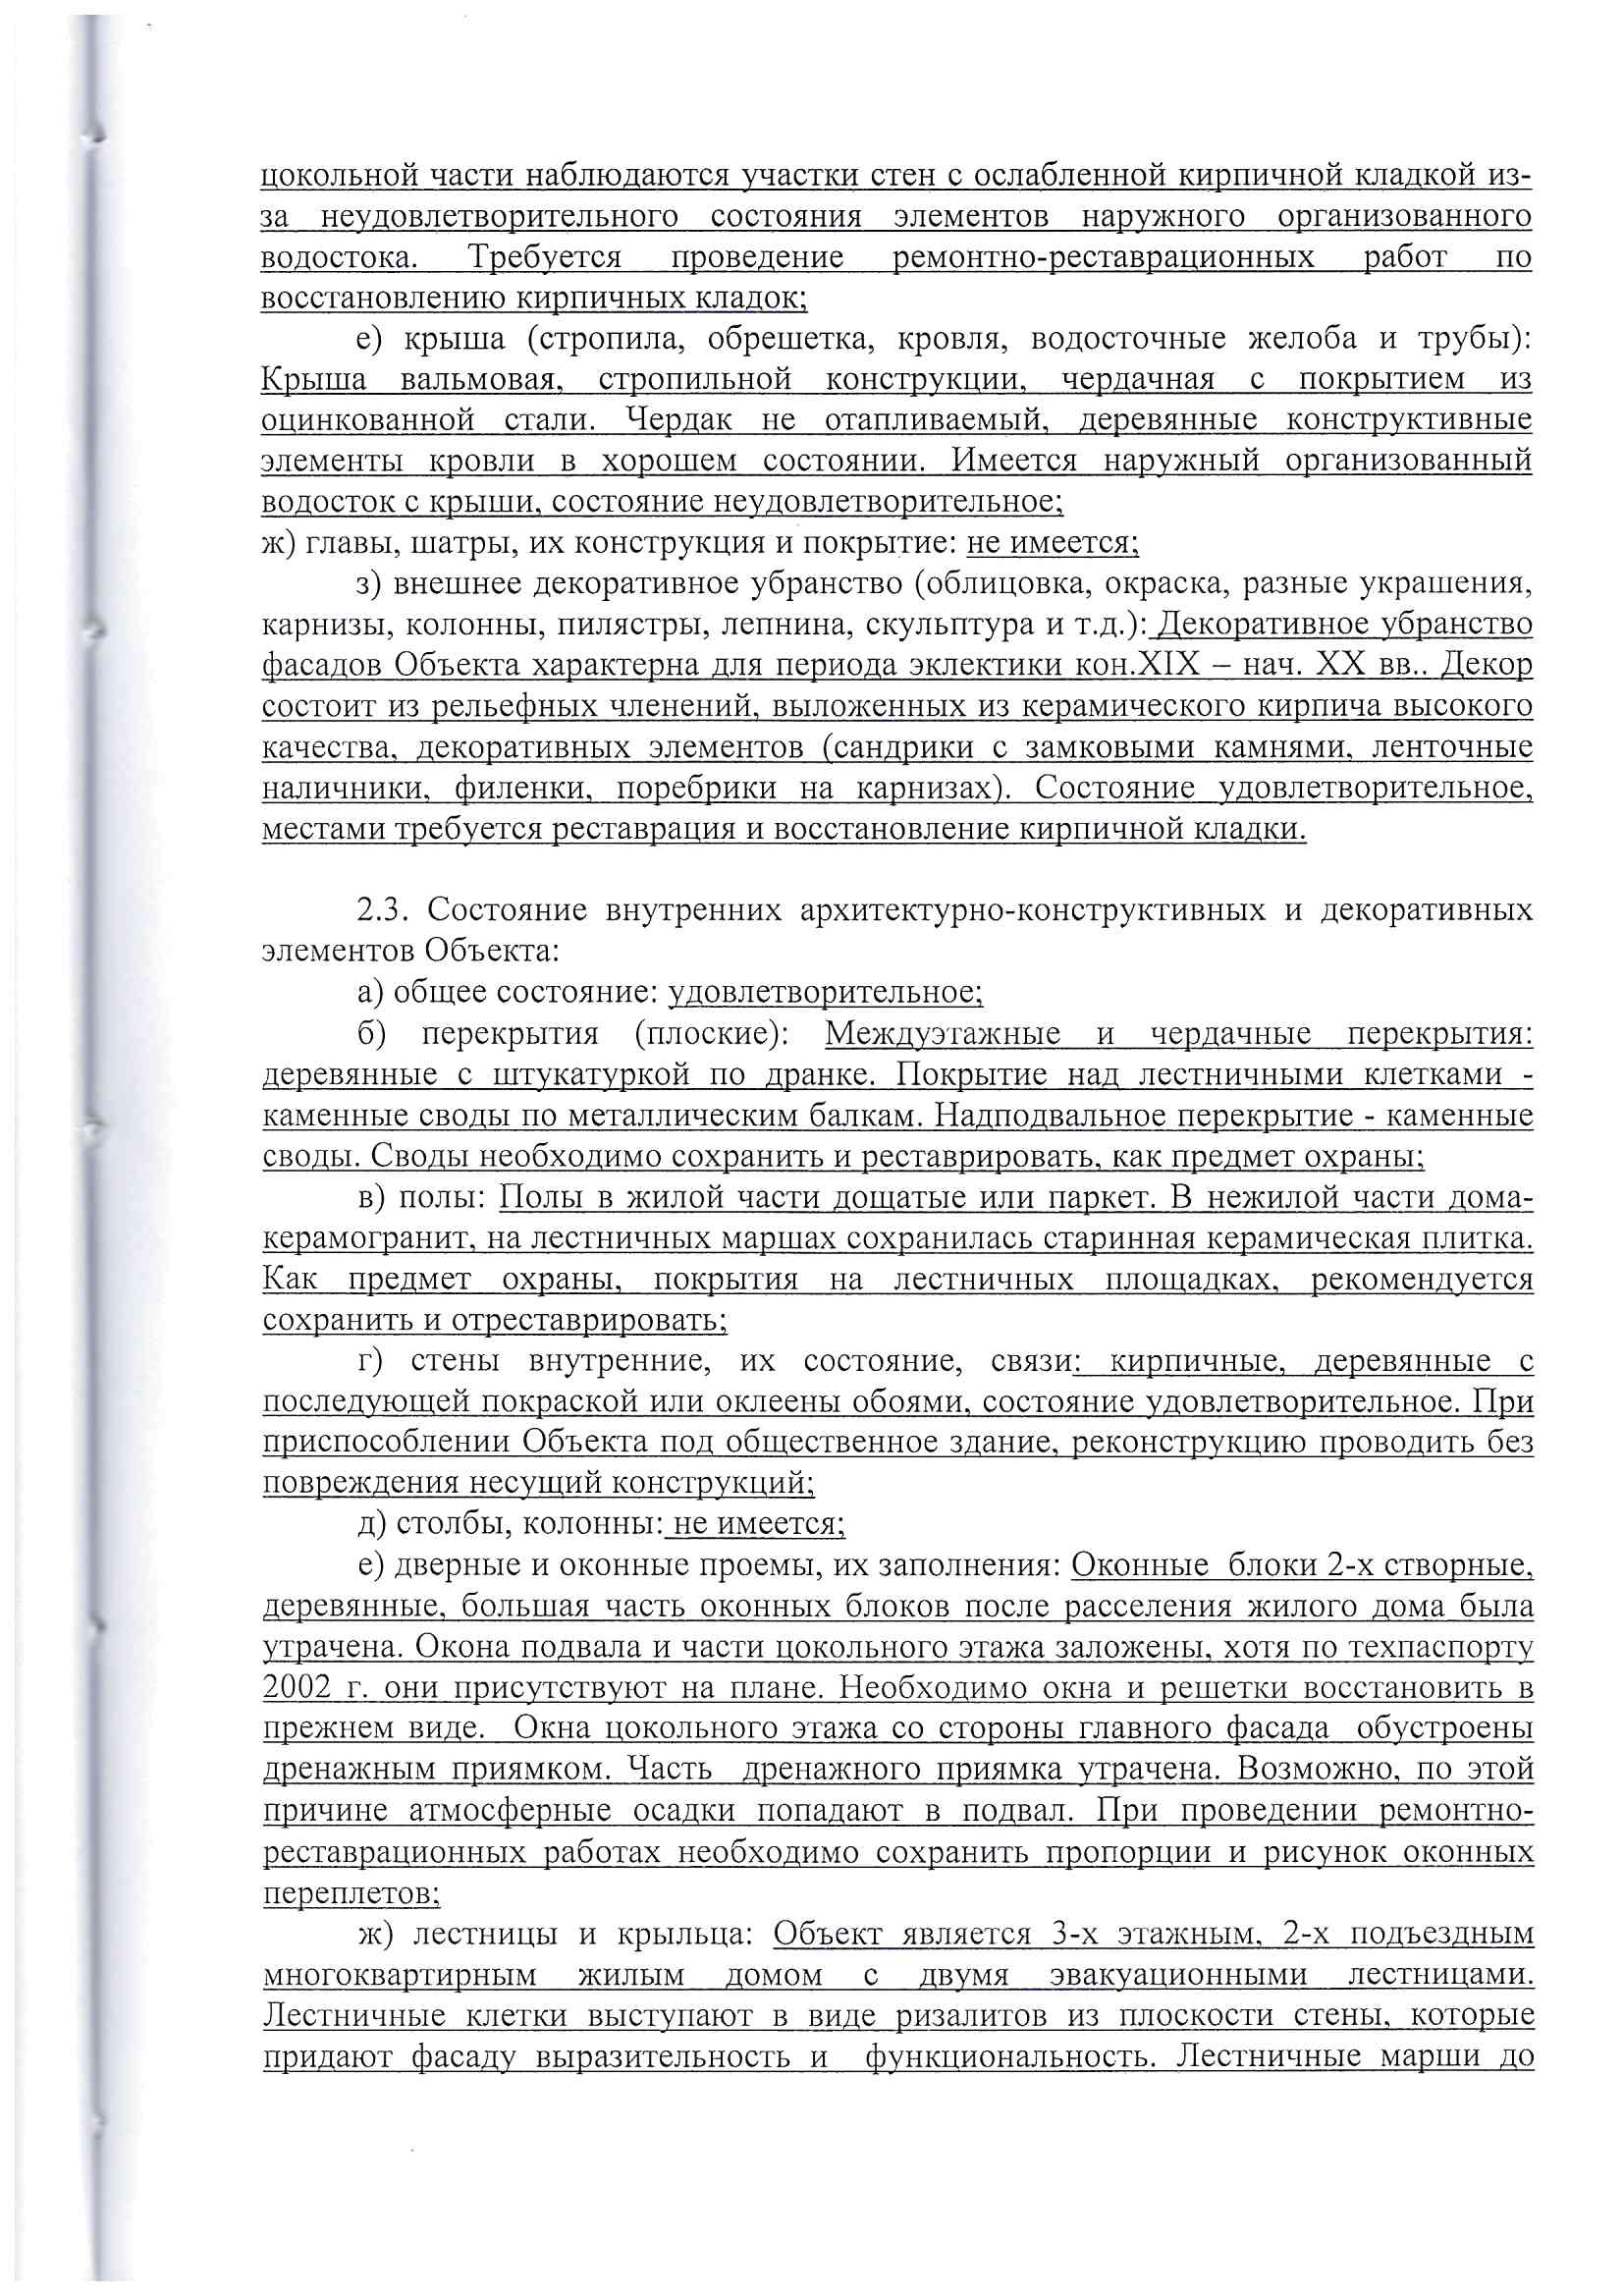 цокольной части наблюдаются участки стен с ослабленной кирпичной кладкой из-
за неудовлетворительного состояния элементов наружного организованного
водостока. Требуется проведение ремонтно-реставрационных работ по
восстановлению кирпичных кладок;
е) крыша (стропила, обрешетка, кровля, водосточные желоба и трубы):
Крыша вальмовая, стропильной конструкции, чердачная с покрытием из
оцинкованной стали. Чердак не отапливаемый, деревянные конструктивные
элементы кровли в хорошем состоянии. Имеется наружный организованный
водосток с крыши, состояние неудовлетворительное;
ж) главы, шатры, их конструкция и покрытие: не имеется;
з) внешнее декоративное убранство (облицовка, окраска, разные украшения,
карнизы, колонны, пилястры, лепнина, скульптура и т.д.): Декоративное убранство
фасадов Объекта характерна для периода эклектики кон.XIX – нач. XX вв.. Декор
состоит из рельефных членений, выложенных из керамического кирпича высокого
качества, декоративных элементов (сандрики с замковыми камнями, ленточные
наличники, филенки, поребрики на карнизах). Состояние удовлетворительное,
местами требуется реставрация и восстановление кирпичной кладки.
2.3. Состояние внутренних архитектурно-конструктивных и декоративных
элементов Объекта:
а) общее состояние: удовлетворительное;
б) перекрытия (плоские): Междуэтажные и чердачные перекрытия:
деревянные с штукатуркой по дранке. Покрытие над лестничными клетками -
каменные своды по металлическим балкам. Надподвальное перекрытие - каменные
своды. Своды необходимо сохранить и реставрировать, как предмет охраны;
в) полы: Полы в жилой части дощатые или паркет. В нежилой части дома-
керамогранит, на лестничных маршах сохранилась старинная керамическая плитка.
Как предмет охраны, покрытия на лестничных площадках, рекомендуется
сохранить и отреставрировать;
г) стены внутренние, их состояние, связи: кирпичные, деревянные с
последующей покраской или оклеены обоями, состояние удовлетворительное. При
приспособлении Объекта под общественное здание, реконструкцию проводить без
повреждения несущий конструкций;
д) столбы, колонны: не имеется;
е) дверные и оконные проемы, их заполнения: Оконные блоки 2-х створные,
деревянные, большая часть оконных блоков после расселения жилого дома была
утрачена. Окона подвала и части цокольного этажа заложены, хотя по техпаспорту
2002 г. они присутствуют на плане. Необходимо окна и решетки восстановить в
прежнем виде. Окна цокольного этажа со стороны главного фасада обустроены
дренажным приямком. Часть дренажного приямка утрачена. Возможно, по этой
причине атмосферные осадки попадают в подвал. При проведении ремонтно-
реставрационных работах необходимо сохранить пропорции и рисунок оконных
переплетов;
ж) лестницы и крыльца: Объект является 3-х этажным, 2-х подъездным
многоквартирным жилым домом с двумя эвакуационными лестницами.
Лестничные клетки выступают в виде ризалитов из плоскости стены, которые
придают фасаду выразительность и функциональность. Лестничные марши до